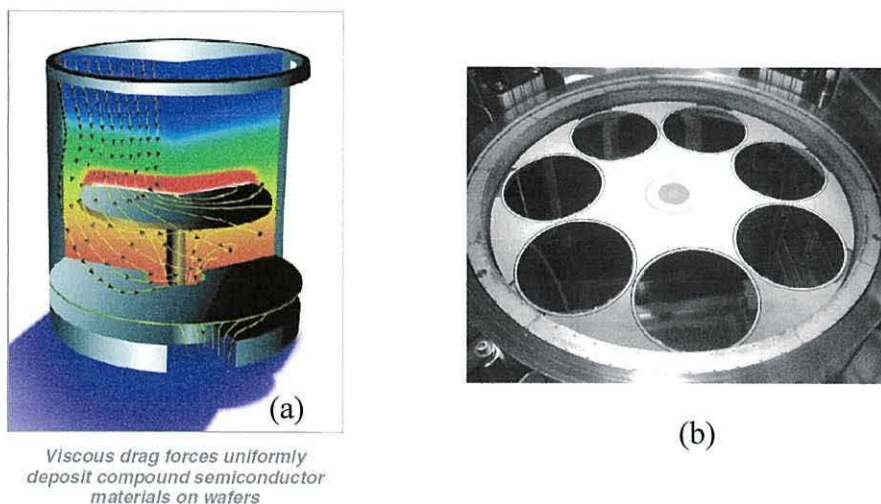 (a)
(b)
Viscous drag forces uniformly
deposit compound semiconductor
materials on wafers